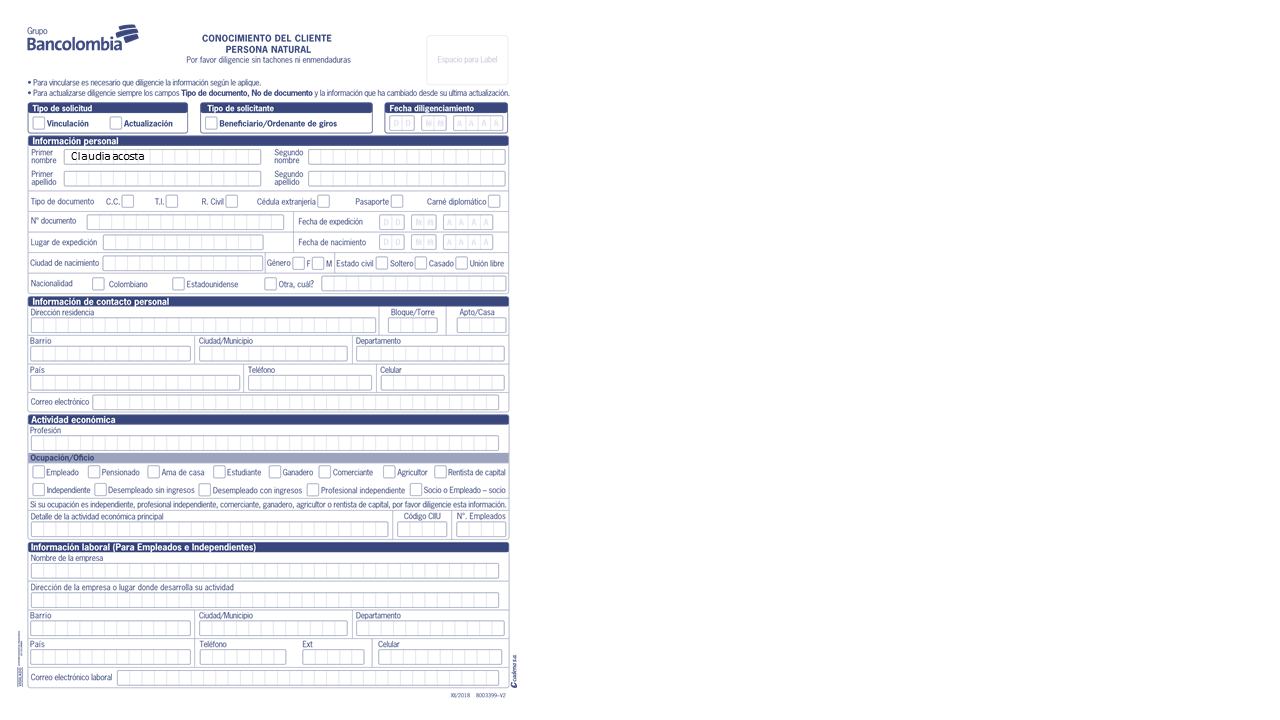 Grupo
Bancolombia
CONOCIMIENTO DEL CLIENTE
PERSONA NATURAL
Por favor diligencie sin tachones ni enmendaduras
Espacio para Label
• Para vincularse es necesario que diligencie la información según le aplique.
• Para actualizarse diligencie siempre los campos Tipo de documento, No de documento y la información que ha cambiado desde su ultima actualización.
Tipo de solicitud Tipo de solicitante Fecha diligenciamiento
Vinculación Actualización Beneficiario/Ordenante de giros D D M M A A A A
Información personal
Primer nombre Claudia acosta Segundo nombre
Primer apellido Segundo apellido
Tipo de documento C.C. T.I. R. Civil Cédula extranjería Pasaporte Carné diplomático
N° documento Fecha de expedición D D M M A A A A
Lugar de expedición Fecha de nacimiento D D M M A A A A
Ciudad de nacimiento Género F M Estado civil Soltero Casado Unión libre
Nacionalidad Colombiano Estadounidense Otra, cuál?
Información de contacto personal
Dirección residencia Bloque/Torre Apto/Casa
Barrio Ciudad/Municipio Departamento
País Teléfono Celular
Correo electrónico
Actividad económica
Profesión
Ocupación/Oficio
Empleado Pensionado Ama de casa Estudiante Ganadero Comerciante Agricultor Rentista de capital
Independiente Desempleado sin ingresos Desempleado con ingresos Profesional independiente Socio o Empleado – socio
Si su ocupación es independiente, profesional independiente, comerciante, ganadero, agricultor o rentista de capital, por favor diligencie esta información.
Detalle de la actividad económica principal Código CIIU N°. Empleados
Información laboral (Para Empleados e Independientes)
Nombre de la empresa
Dirección de la empresa o lugar donde desarrolla su actividad
Barrio Ciudad/Municipio Departamento
País Teléfono Ext Celular
Correo electrónico laboral
cadena s.a.
XI/2018 8003399-V2